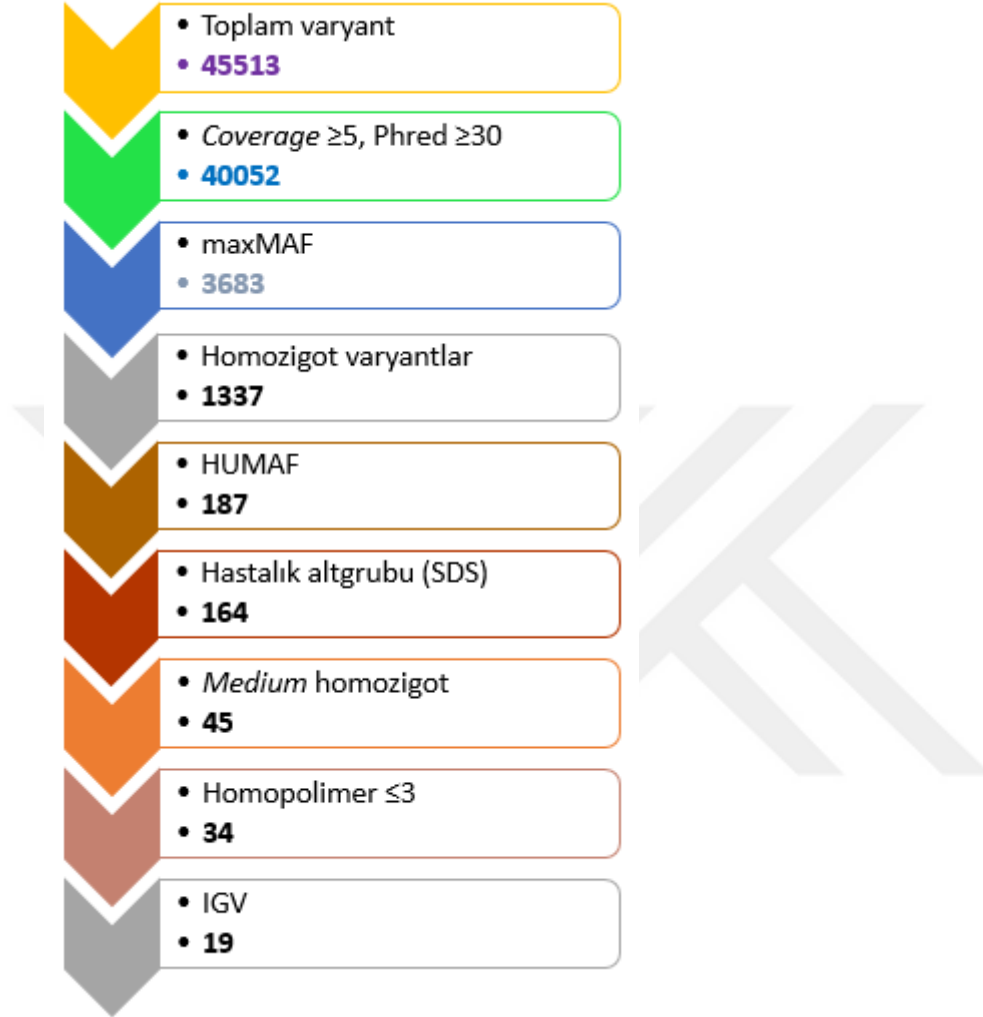 • Toplam varyant
• 45513
• Coverage ≥5, Phred ≥30
• 40052
• maxMAF
• 3683
• Homozigot varyantlar
• 1337
• HUMAF
• 187
• Hastalık altgrubu (SDS)
• 164
• Medium homozigot
• 45
• Homopolimer ≤3
• 34
• IGV
• 19